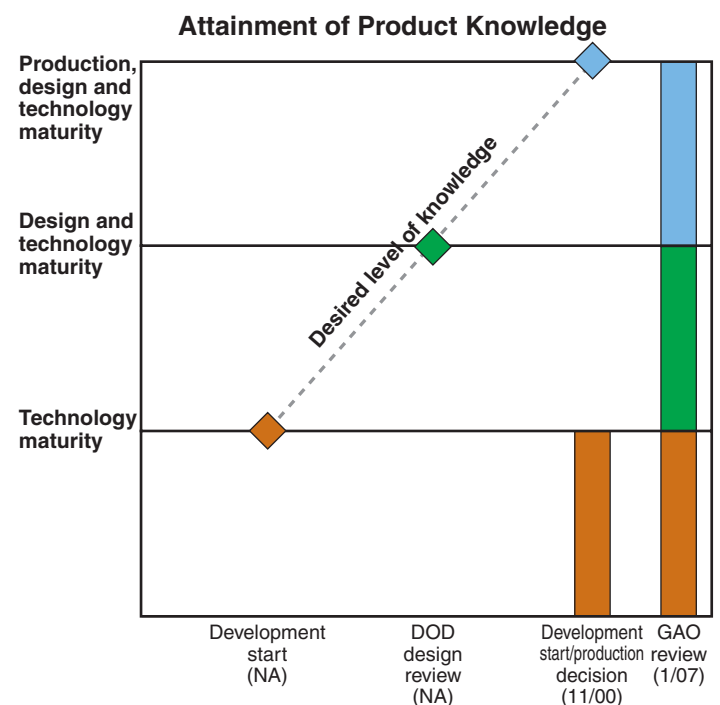 Attainment of Product Knowledge
Production,
design and
technology
maturity
Design and
technology
maturity
Technology
maturity
Desired level of knowledge
Development
start
(NA)
DOD
design
review
(NA)
Development
start/production
decision
(11/00)
GAO
review
(1/07)